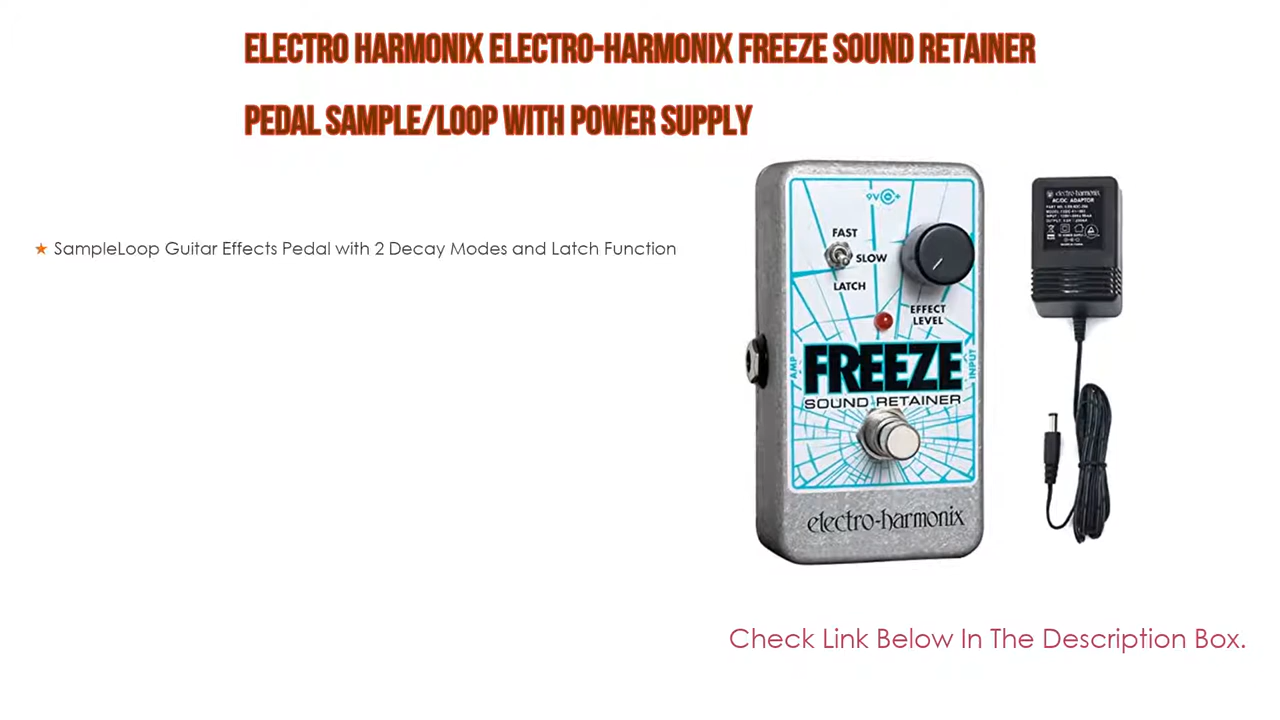 ELECTRO HARMONIX ELECTRO-HARMONIX FREEZE SOUND RETAINER
PEDAL SAMPLE/LOOP WITH POWER SUPPLY
★ SampleLoop Guitar Effects Pedal with 2 Decay Modes and Latch Function
9V
FAST
SLOW
LATCH
EFFECT
LEVEL
AMP
INPUT
FREEZE
SOUND RETAINER
electro-harmonix
electro-harmonix
AC/DC ADAPTOR
Check Link Below In The Description Box.